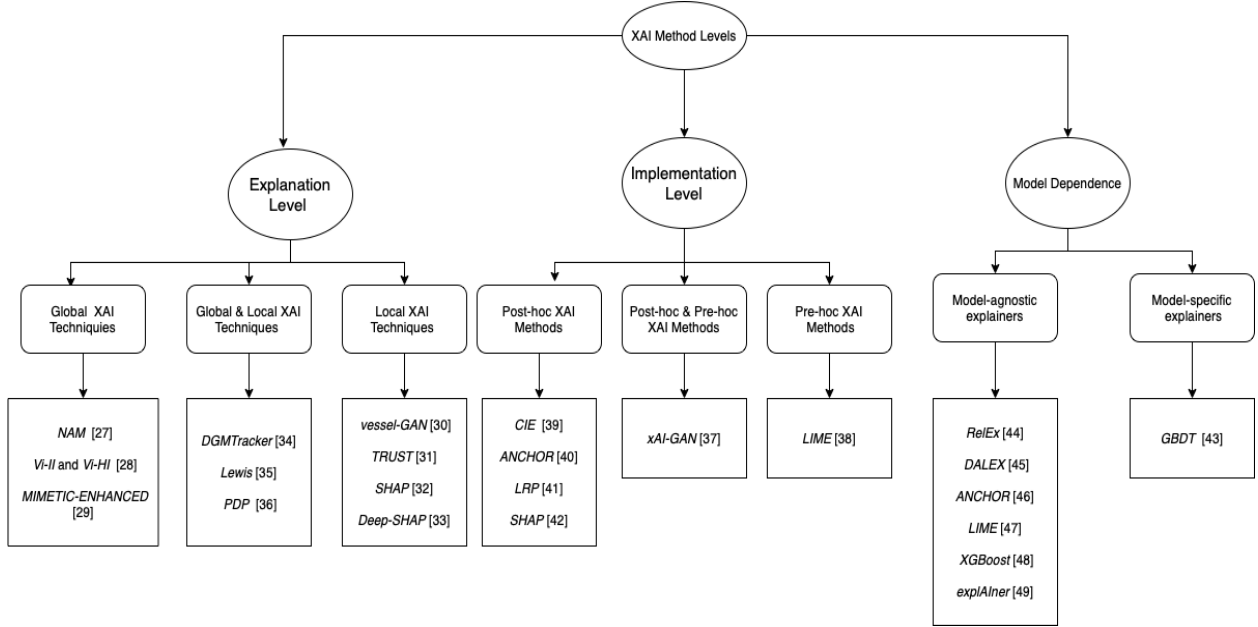 XAI Method Levels
Explanation
Level
Implementation
Level
Model Dependence
Global XAI
Techniquies
Global & Local XAI
Techniques
Local XAI
Techniques
Post-hoc XAI
Methods
Post-hoc & Pre-hoc
XAI Methods
Pre-hoc XAI
Methods
Model-agnostic
explainers
Model-specific
explainers
NAM [27]
Vi-II and Vi-HI [28]
MIMETIC-ENHANCED
[29]
DGMTracker [34]
Lewis [35]
PDP [36]
vessel-GAN [30]
TRUST [31]
SHAP [32]
Deep-SHAP [33]
CIE [39]
ANCHOR [40]
LRP [41]
SHAP [42]
xAI-GAN [37]
LIME [38]
RelEx [44]
DALEX [45]
ANCHOR [46]
LIME [47]
XGBoost [48]
explAIner [49]
GBDT [43]